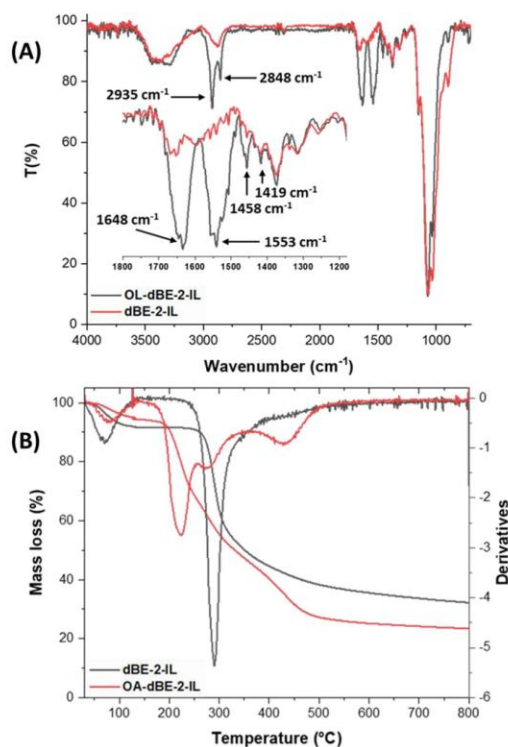 (A)
T(%)
100
80
60
40
20
0
2848 cm-1
2935 cm-1
1419 cm-1
1458 cm-1
1648 cm-1
1553 cm-1
1800 1700 1600 1500 1400 1300 1200
OL-dBE-2-IL
dBE-2-IL
4000 3500 3000 2500 2000 1500 1000
Wavenumber (cm-1)
(B)
Mass loss (%)
100
80
60
40
20
0
0
-1
-2
-3
-4
-5
-6
Derivatives
dBE-2-IL
OA-dBE-2-IL
100 200 300 400 500 600 700 800
Temperature (ºC)